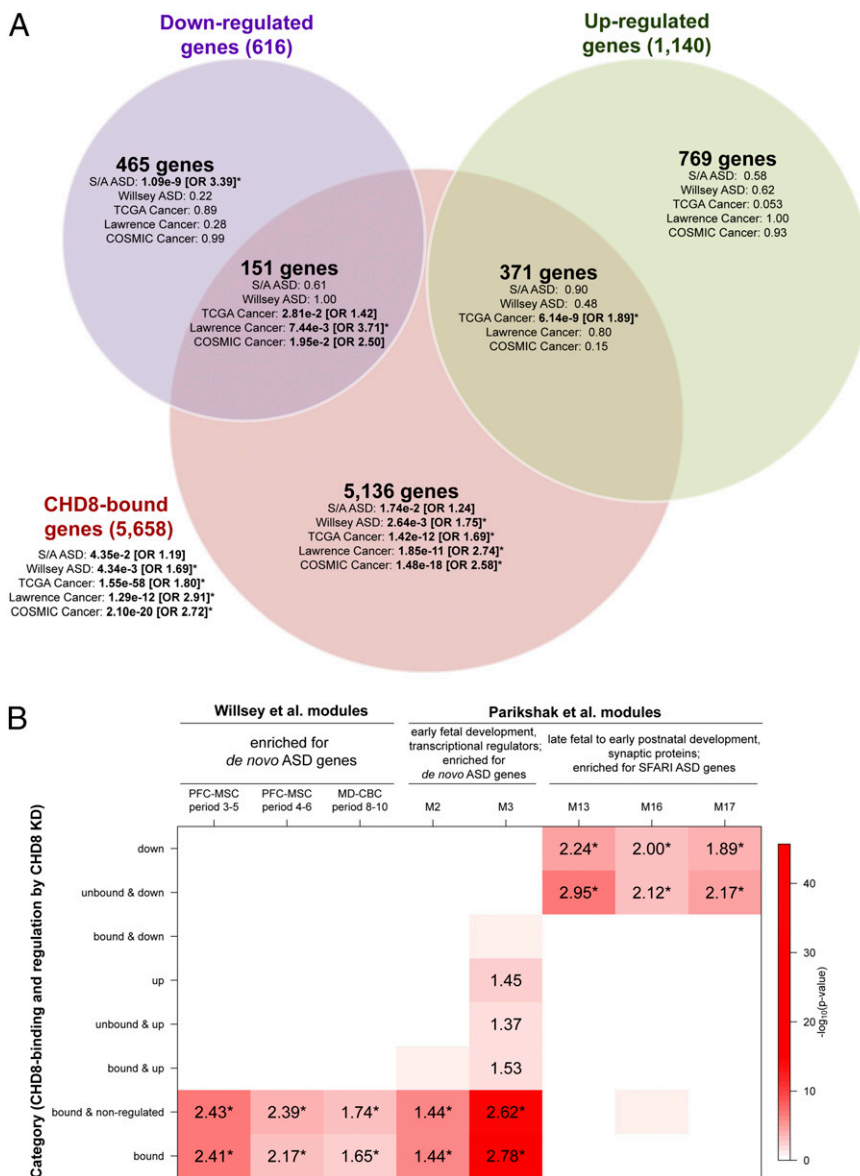 A
Down-regulated
genes (616)
Up-regulated
genes (1,140)
465 genes
S/A ASD: 1.09e-9 [OR 3.39]*
Willsey ASD: 0.22
TCGA Cancer: 0.89
Lawrence Cancer: 0.28
COSMIC Cancer: 0.99
769 genes
S/A ASD: 0.58
Willsey ASD: 0.62
TCGA Cancer: 0.053
Lawrence Cancer: 1.00
COSMIC Cancer: 0.93
151 genes
S/A ASD: 0.61
Willsey ASD: 1.00
TCGA Cancer: 2.81e-2 [OR 1.42]
Lawrence Cancer: 7.44e-3 [OR 3.71]*
COSMIC Cancer: 1.95e-2 [OR 2.50]
371 genes
S/A ASD: 0.90
Willsey ASD: 0.48
TCGA Cancer: 6.14e-9 [OR 1.89]*
Lawrence Cancer: 0.80
COSMIC Cancer: 0.15
5,136 genes
S/A ASD: 1.74e-2 [OR 1.24]
Willsey ASD: 2.64e-3 [OR 1.75]*
TCGA Cancer: 1.42e-12 [OR 1.69]*
Lawrence Cancer: 1.85e-11 [OR 2.74]*
COSMIC Cancer: 1.48e-18 [OR 2.58]*
CHD8-bound
genes (5,658)
S/A ASD: 4.35e-2 [OR 1.19]
Willsey ASD: 4.34e-3 [OR 1.69]*
TCGA Cancer: 1.55e-58 [OR 1.80]*
Lawrence Cancer: 1.29e-12 [OR 2.91]*
COSMIC Cancer: 2.10e-20 [OR 2.72]*
B
Willsey et al. modules
Parikshak et al. modules
enriched for
de novo ASD genes
early fetal development,
transcriptional regulators;
enriched for
de novo ASD genes
late fetal to early postnatal development,
synaptic proteins;
enriched for SFARI ASD genes
PFC-MSC
period 3-5
PFC-MSC
period 4-6
MD-CBC
period 8-10
M2
M3
M13
M16
M17
Category (CHD8-binding and regulation by CHD8 KD)
down
2.24*
2.00*
1.89*
unbound & down
2.95*
2.12*
2.17*
bound & down
up
1.45
unbound & up
1.37
bound & up
1.53
bound & non-regulated
2.43*
2.39*
1.74*
1.44*
2.62*
bound
2.41*
2.17*
1.65*
1.44*
2.78*
40
30
20
10
0
-log10(p-value)